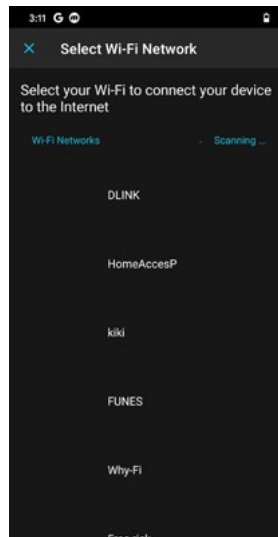 3:11 G
Select Wi-Fi Network
Select your Wi-Fi to connect your device
to the Internet
Wi-Fi Networks Scanning ...
DLINK
HomeAccesP
kiki
FUNES
Why-Fi